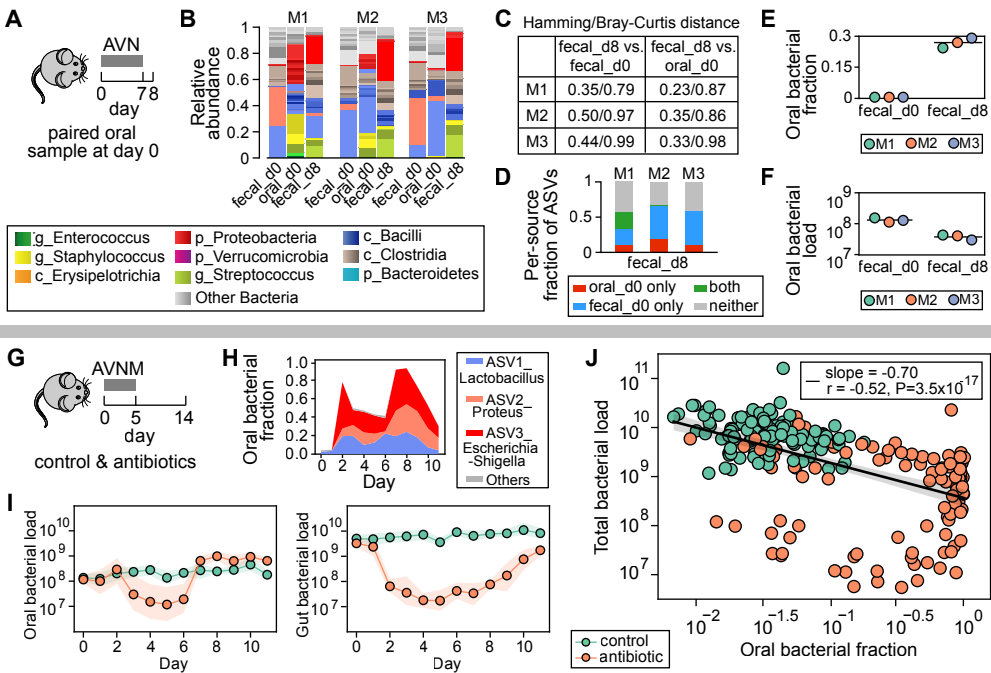 A
AVN
0 7 8
day
paired oral
sample at day 0
B
M1 M2 M3
Relative
abundance
1
0.8
0.6
0.4
0.2
0
fecal_d0
oral_d0
fecal_d8
fecal_d0
oral_d0
fecal_d8
fecal_d0
oral_d0
fecal_d8
g_Enterococcus
g_Staphylococcus
c_Erysipelotrichia
p_Proteobacteria
p_Verrucomicrobia
g_Streptococcus
Other Bacteria
c_Bacilli
c_Clostridia
p_Bacteroidetes
C
Hamming/Bray-Curtis distance
fecal_d8 vs. fecal_d8 vs.
fecal_d0 oral_d0
M1 0.35/0.79 0.23/0.87
M2 0.50/0.97 0.35/0.86
M3 0.44/0.99 0.33/0.98
D
M1 M2 M3
Per-source
fraction of ASVs
1
0.5
0
fecal_d8
oral_d0 only
fecal_d0 only
both
neither
E
Oral bacterial
fraction
0.3
0.15
0
fecal_d0
fecal_d8
M1 M2 M3
F
Oral bacterial
load
10^9
10^8
10^7
fecal_d0 fecal_d8
M1 M2 M3
G
AVNM
0 5 14
day
control & antibiotics
H
Oral bacterial
fraction
1.0
0.8
0.6
0.4
0.2
0.0
0 2 4 6 8 10
Day
ASV1_
Lactobacillus
ASV2_
Proteus
ASV3_
Escherichia
-Shigella
Others
I
Oral bacterial load
10^10
10^9
10^8
10^7
0 2 4 6 8 10
Day
Gut bacterial load
10^10
10^9
10^8
10^7
0 2 4 6 8 10
Day
J
slope = -0.70
r = -0.52, P=3.5x10^-17
Total bacterial load
10^11
10^10
10^9
10^8
10^7
10^-2 10^-1.5 10^-1 10^-0.5 10^0
Oral bacterial fraction
control
antibiotic